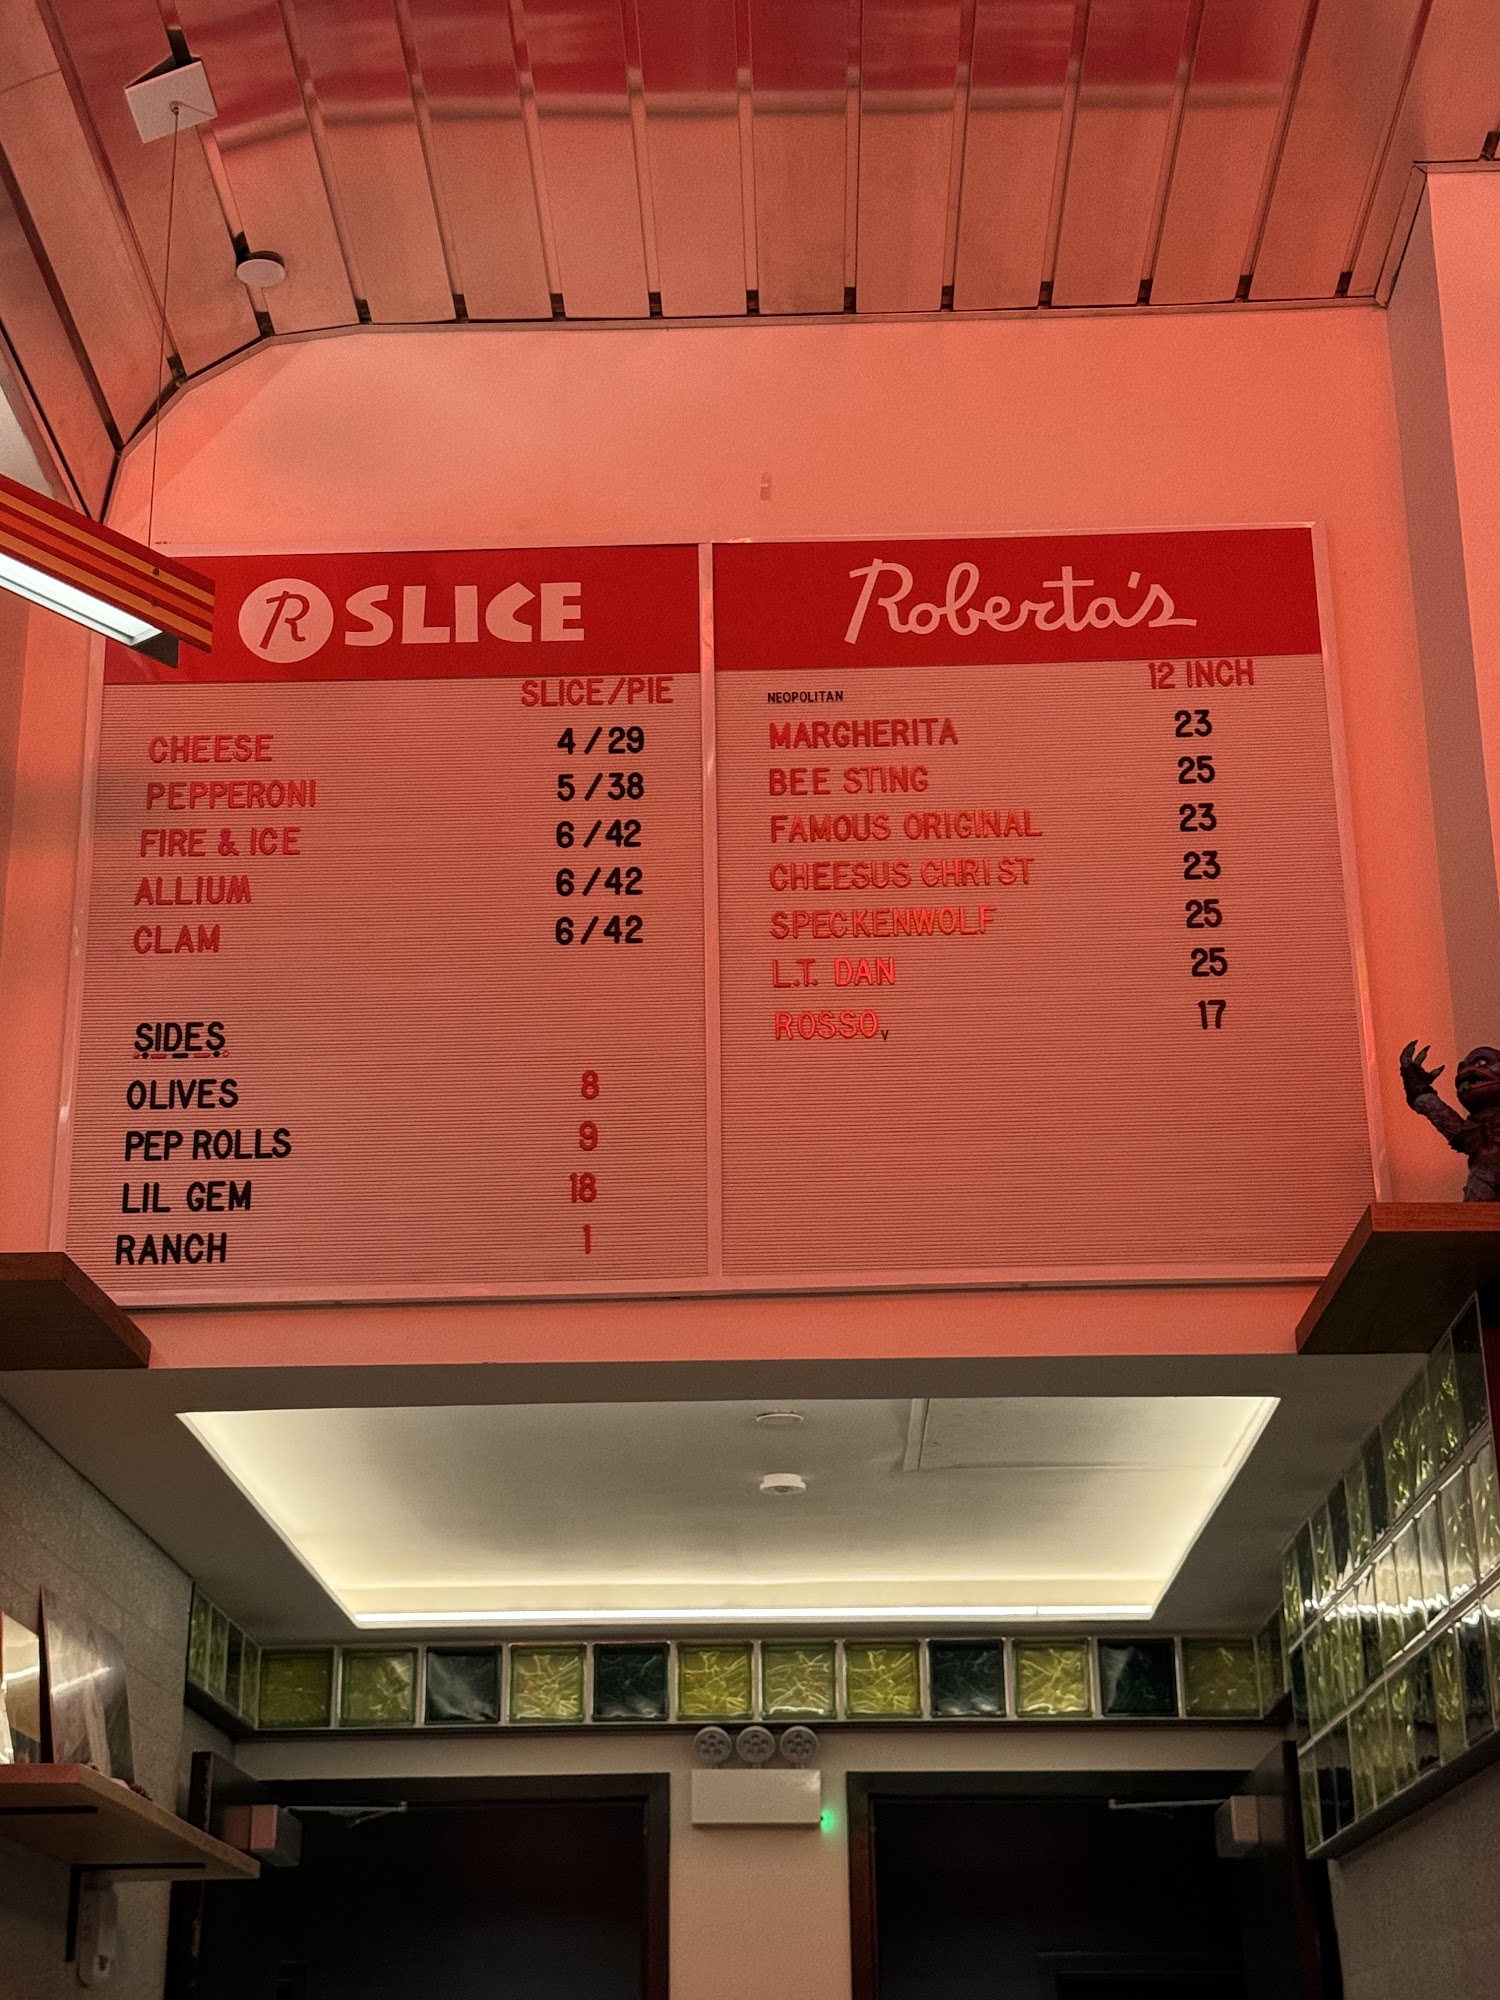 R SLICE
SLICE/PIE
CHEESE 4/29
PEPPERONI 5/38
FIRE & ICE 6/42
ALLIUM 6/42
CLAM 6/42
SIDES
OLIVES 8
PEP ROLLS 9
LIL GEM 18
RANCH 1
Roberta's
12 INCH
NEOPOLITAN
MARGHERITA 23
BEE STING 25
FAMOUS ORIGINAL 23
CHEESUS CHRIST 23
SPECKENWOLF 25
L.T. DAN 25
ROSSO V 17